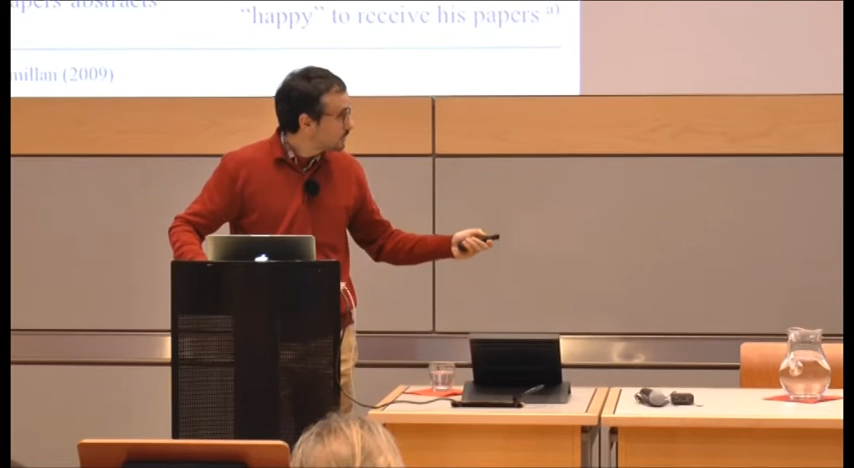 papers abstracts
"happy" to receive his papers a)
millan (2009)